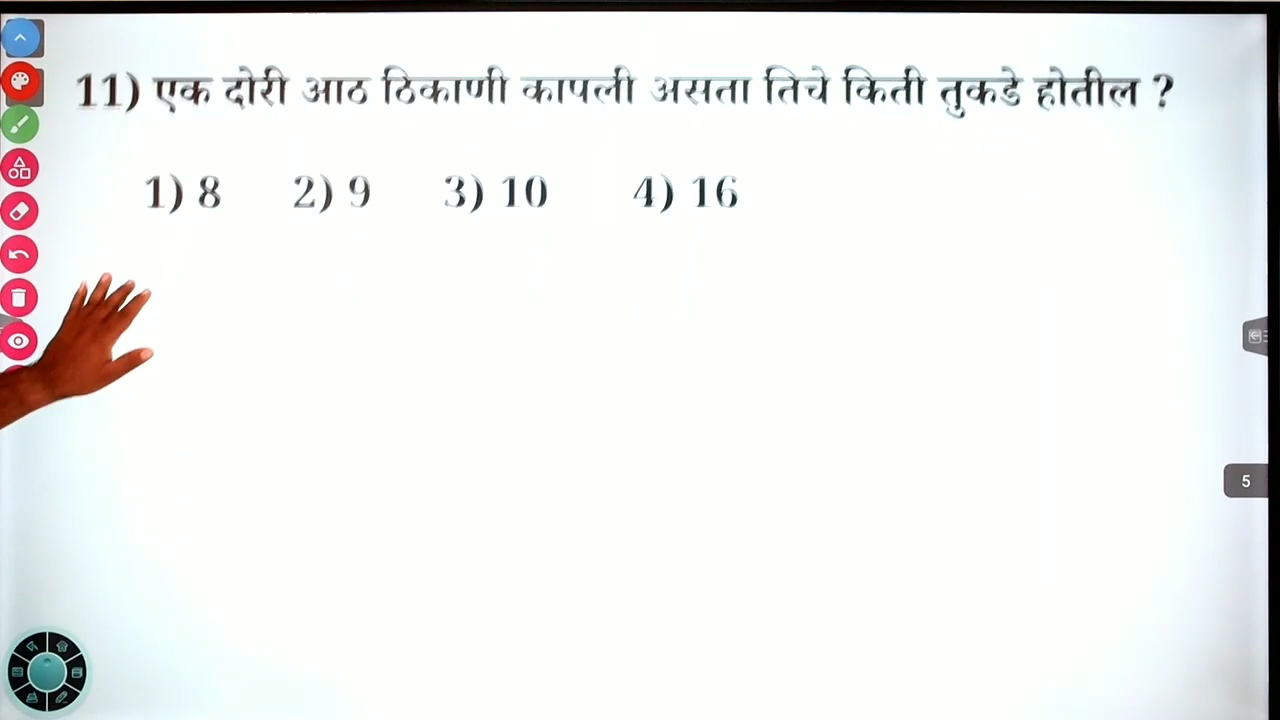 11) एक दोरी आठ ठिकाणी कापली असता तिचे किती तुकडे होतील ?
1) 8 2) 9 3) 10 4) 16
5